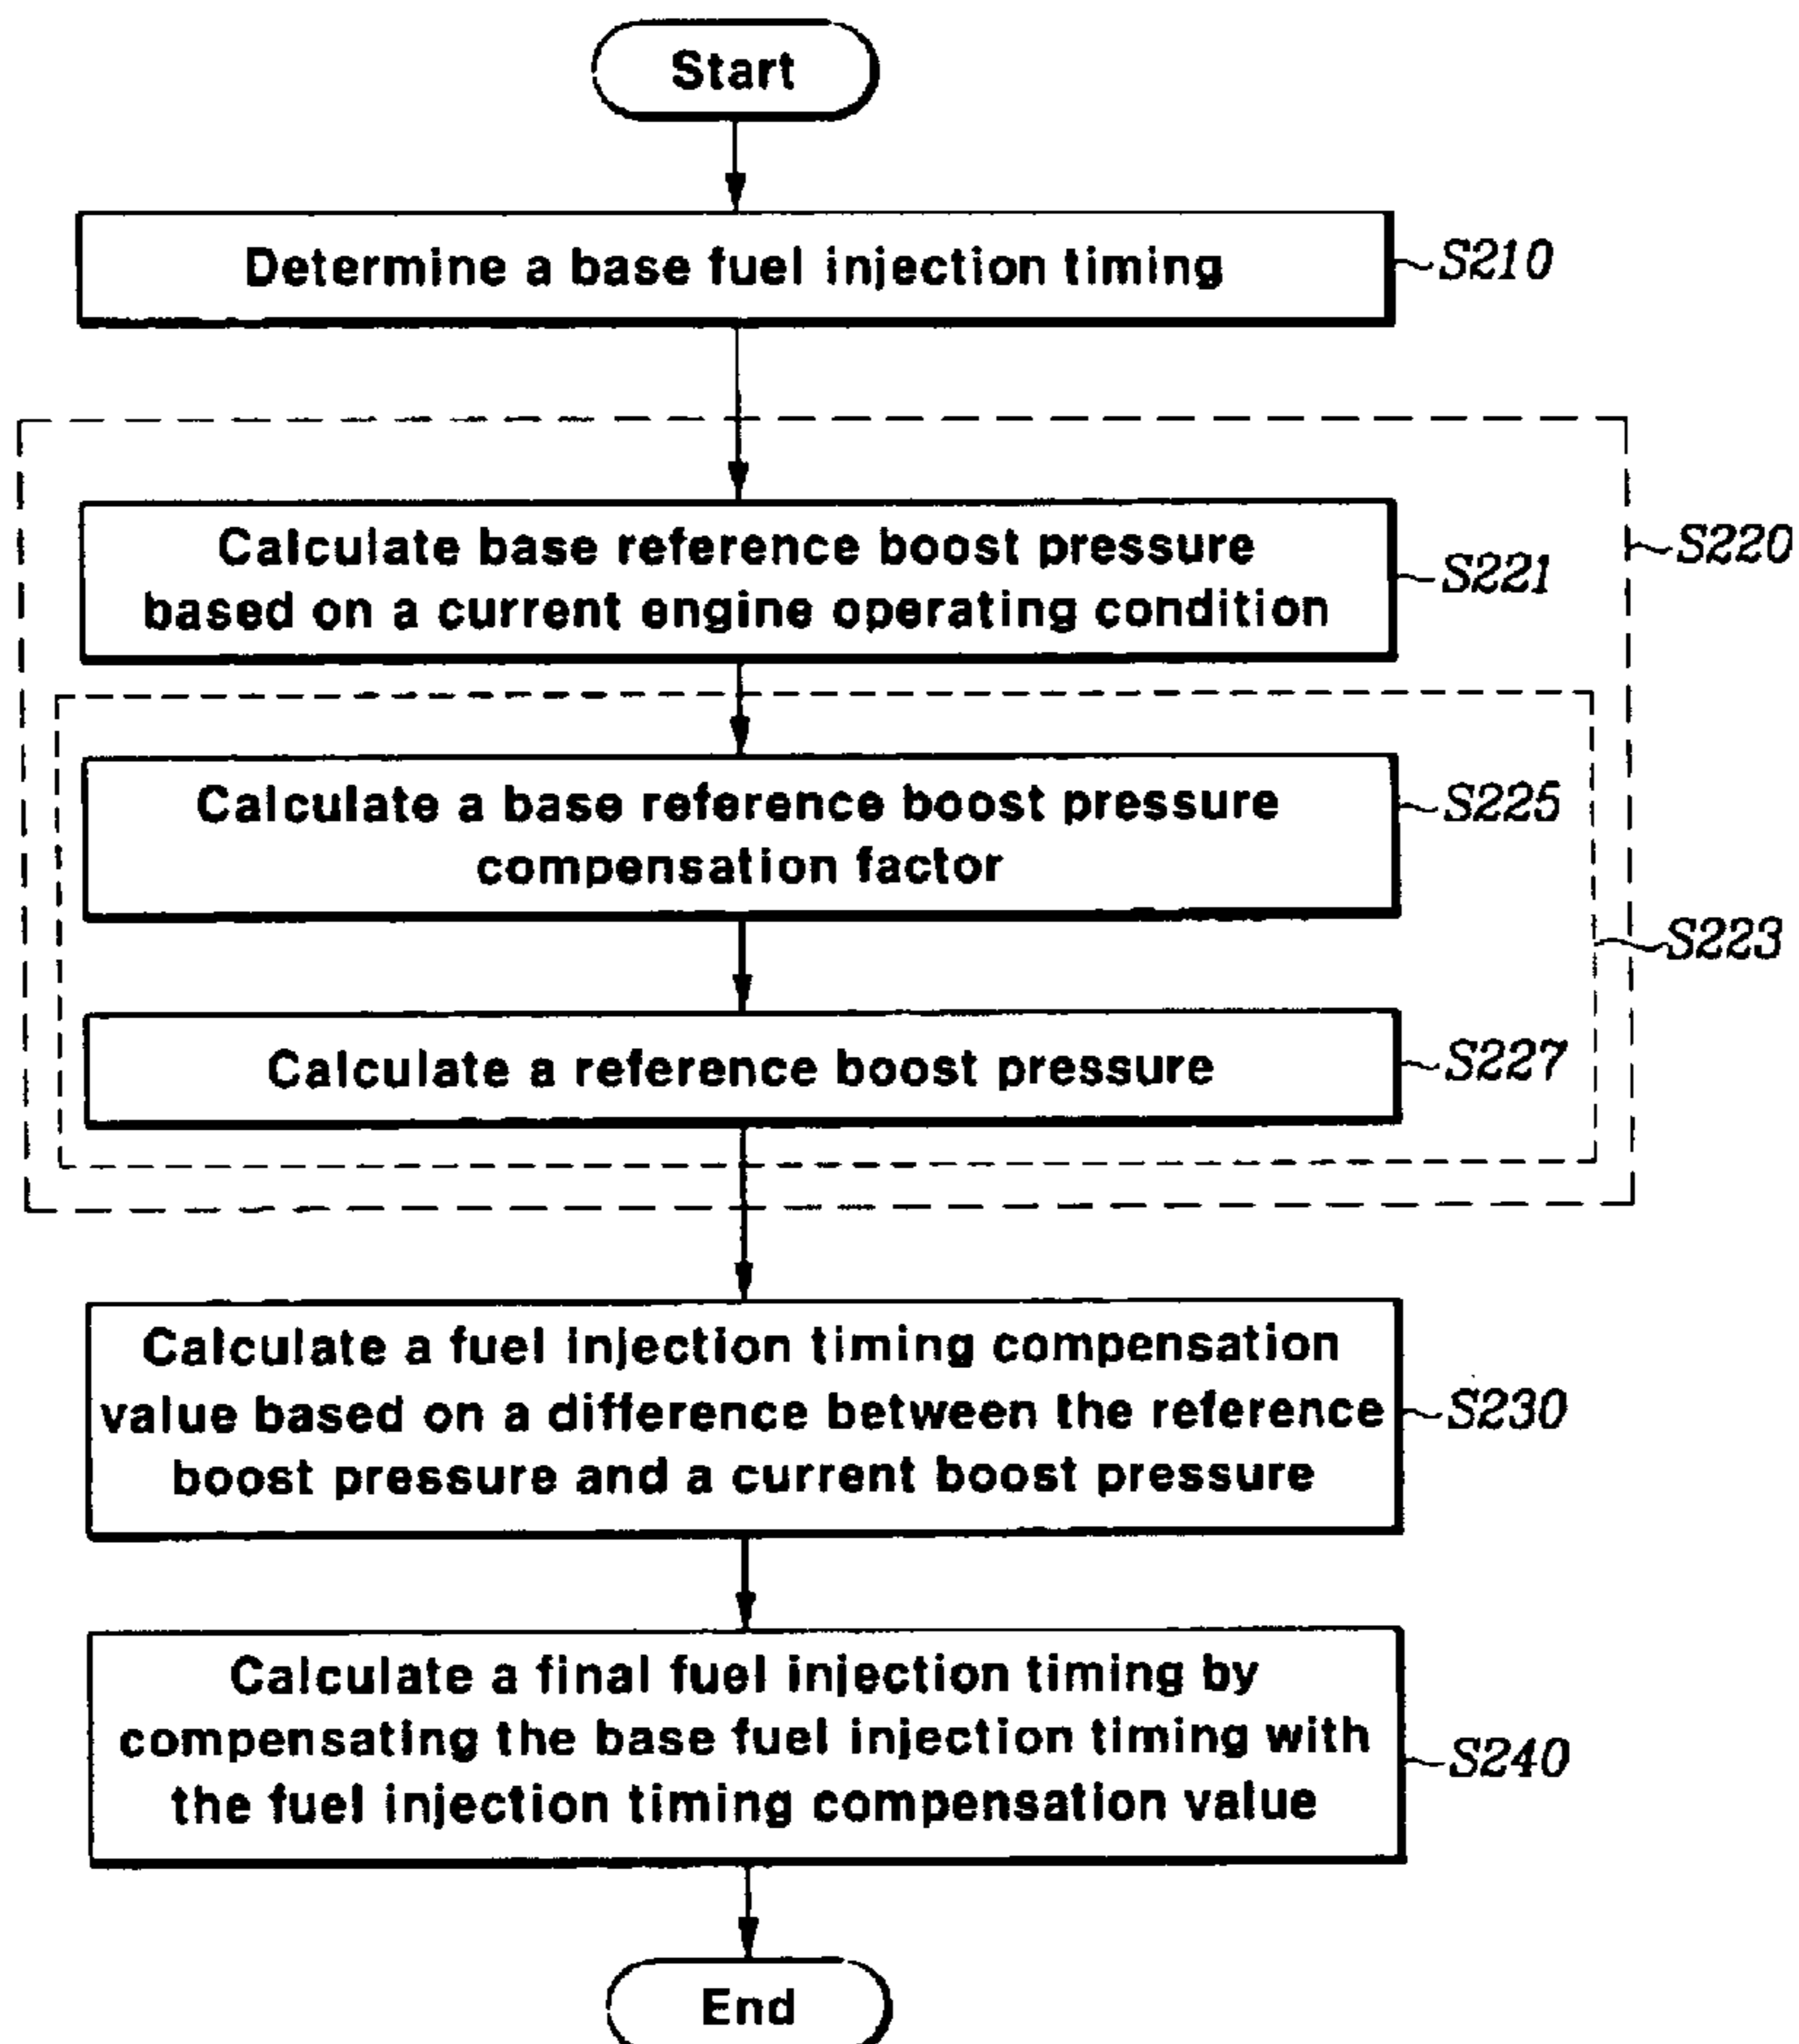 Start
Determine a base fuel injection timing
S210
Calculate base reference boost pressure
based on a current engine operating condition
S221
S220
Calculate a base reference boost pressure
compensation factor
S225
S223
Calculate a reference boost pressure
S227
Calculate a fuel injection timing compensation
value based on a difference between the reference
boost pressure and a current boost pressure
S230
Calculate a final fuel injection timing by
compensating the base fuel injection timing with
the fuel injection timing compensation value
S240
End